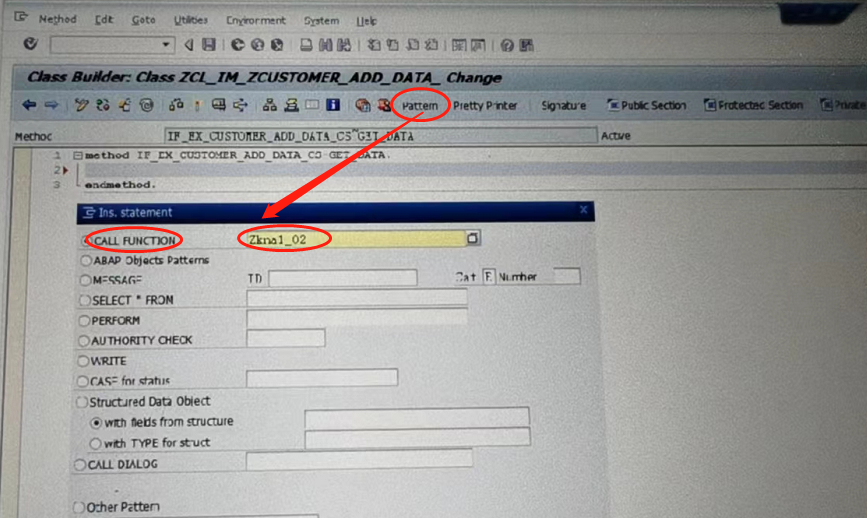 Method Edit Goto Utilities Environment System Help
Class Builder: Class ZCL_IM_ZCUSTOMER_ADD_DATA_ Change
Pattern Pretty Printer Signature Public Section Protected Section Private
Method IF_EX_CUSTOMER_ADD_DATA_CS~GET_DATA Active
1 method IF_EX_CUSTOMER_ADD_DATA_CS~GET_DATA.
2
3 endmethod.
Ins. statement
CALL FUNCTION Zkna1_02
ABAP Objects Patterns
MESSAGE ID Cat E Number
SELECT * FROM
PERFORM
AUTHORITY CHECK
WRITE
CASE for status
Structured Data Object
with fields from structure
with TYPE for struct
CALL DIALOG
Other Pattern